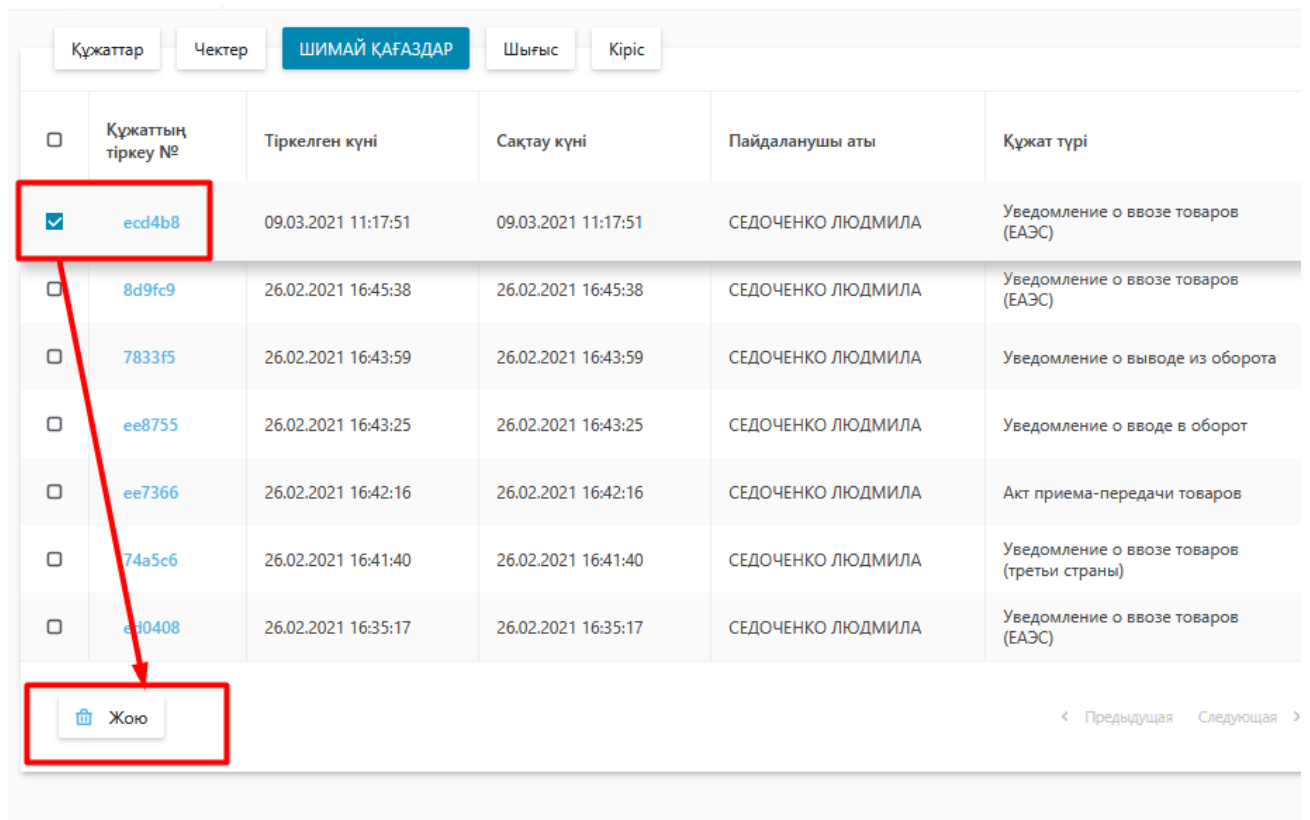 Құжаттар Чектер ШИМАЙ ҚАҒАЗДАР Шығыс Кіріс
Құжаттың
тіркеу № Тіркелген күні Сақтау күні Пайдаланушы аты Құжат түрі
ecd4b8 09.03.2021 11:17:51 09.03.2021 11:17:51 СЕДОЧЕНКО ЛЮДМИЛА Уведомление о ввозе товаров
(ЕАЭС)
8d9fc9 26.02.2021 16:45:38 26.02.2021 16:45:38 СЕДОЧЕНКО ЛЮДМИЛА Уведомление о ввозе товаров
(ЕАЭС)
7833f5 26.02.2021 16:43:59 26.02.2021 16:43:59 СЕДОЧЕНКО ЛЮДМИЛА Уведомление о выводе из оборота
ee8755 26.02.2021 16:43:25 26.02.2021 16:43:25 СЕДОЧЕНКО ЛЮДМИЛА Уведомление о вводе в оборот
ee7366 26.02.2021 16:42:16 26.02.2021 16:42:16 СЕДОЧЕНКО ЛЮДМИЛА Акт приема-передачи товаров
74a5c6 26.02.2021 16:41:40 26.02.2021 16:41:40 СЕДОЧЕНКО ЛЮДМИЛА Уведомление о ввозе товаров
(третьи страны)
ed0408 26.02.2021 16:35:17 26.02.2021 16:35:17 СЕДОЧЕНКО ЛЮДМИЛА Уведомление о ввозе товаров
(ЕАЭС)
Жою Предыдущая Следующая